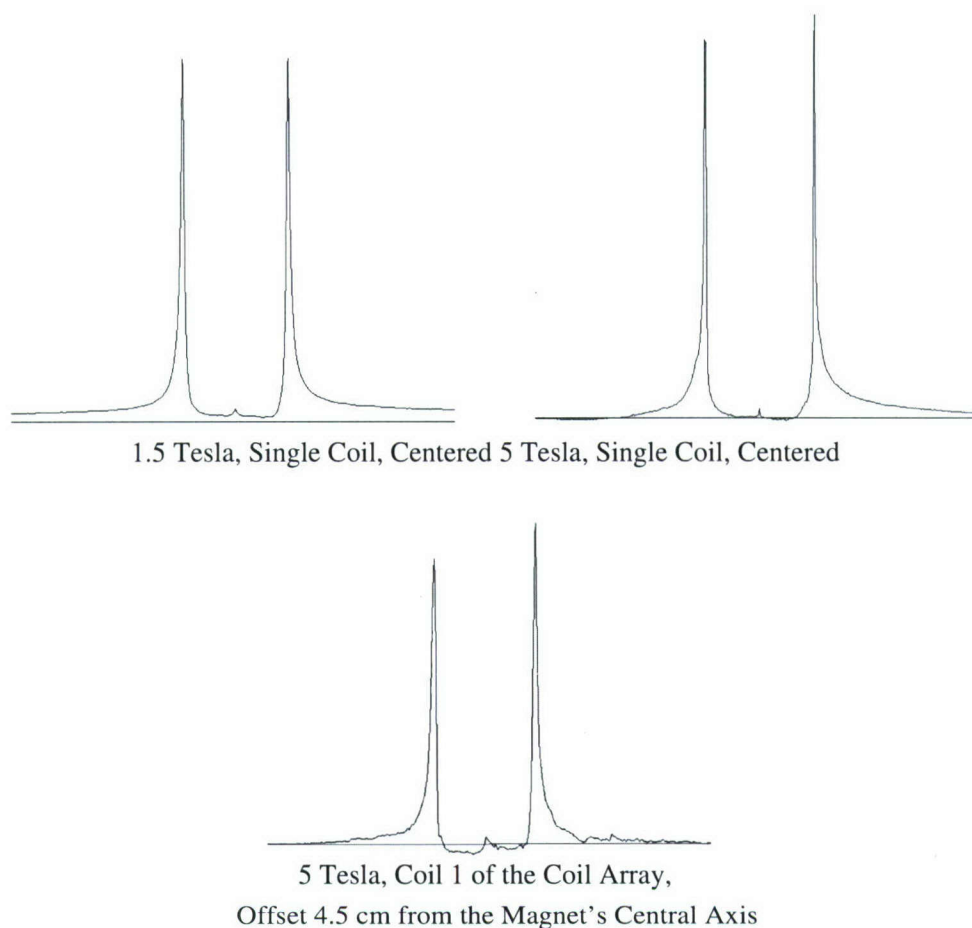 1.5 Tesla, Single Coil, Centered 5 Tesla, Single Coil, Centered
5 Tesla, Coil 1 of the Coil Array,
Offset 4.5 cm from the Magnet's Central Axis